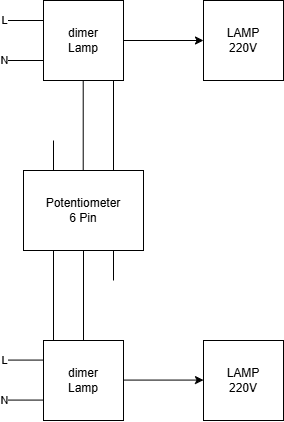 L
dimer
Lamp
LAMP
220V
N
Potentiometer
6 Pin
L
dimer
Lamp
LAMP
220V
N